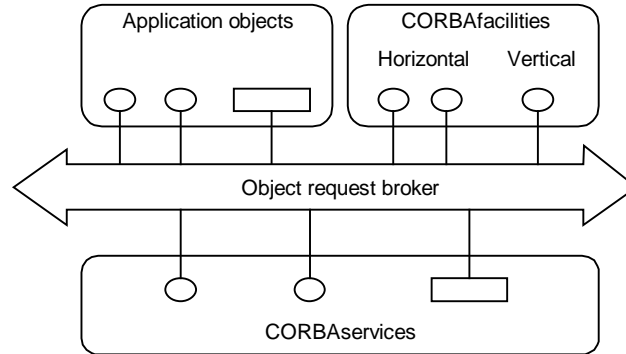 Application objects
CORBAfacilities
Horizontal
Vertical
Object request broker
CORBAservices